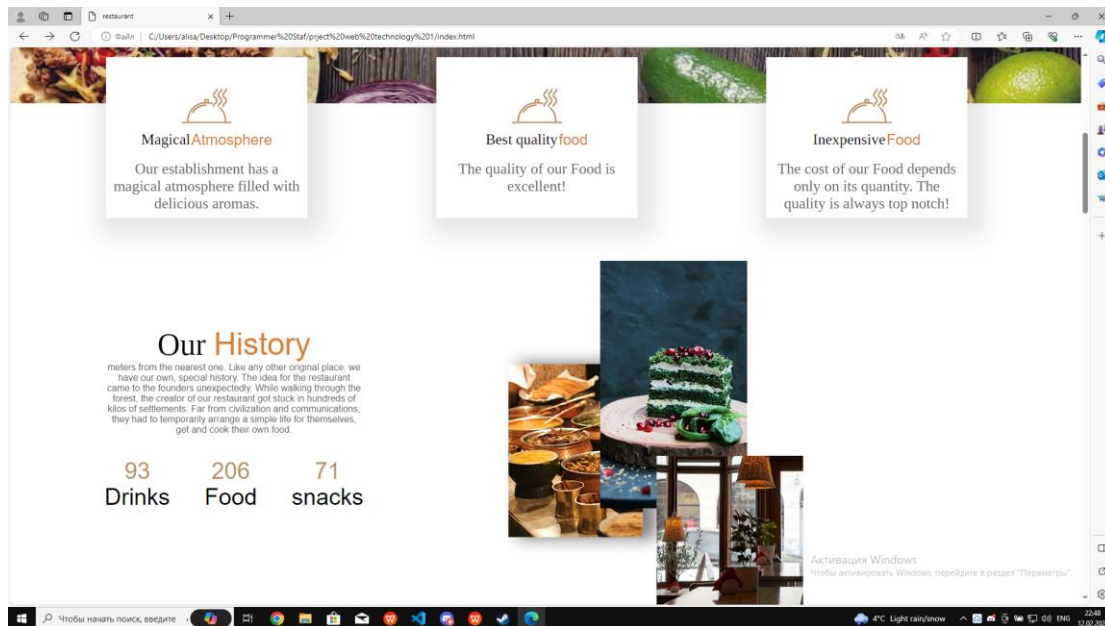 restaurant
Файл
C:/Users/alisa/Desktop/Programmer%20Staf/prject%20web%20technology%201/index.html
MagicalAtmosphere
Our establishment has a
magical atmosphere filled with
delicious aromas.
Best qualityfood
The quality of our Food is
excellent!
InexpensiveFood
The cost of our Food depends
only on its quantity. The
quality is always top notch!
Our History
meters from the nearest one. Like any other original place, we
have our own, special history. The idea for the restaurant
came to the founders unexpectedly. While walking through the
forest, the creator of our restaurant got stuck in hundreds of
kilos of settlements. Far from civilization and communications,
they had to temporarily arrange a simple life for themselves,
get and cook their own food.
93 206 71
Drinks Food snacks
Активация Windows
Чтобы активировать Windows, перейдите в раздел "Параметры".
Чтобы начать поиск, введите
4°C Light rain/snow
ENG
22:48